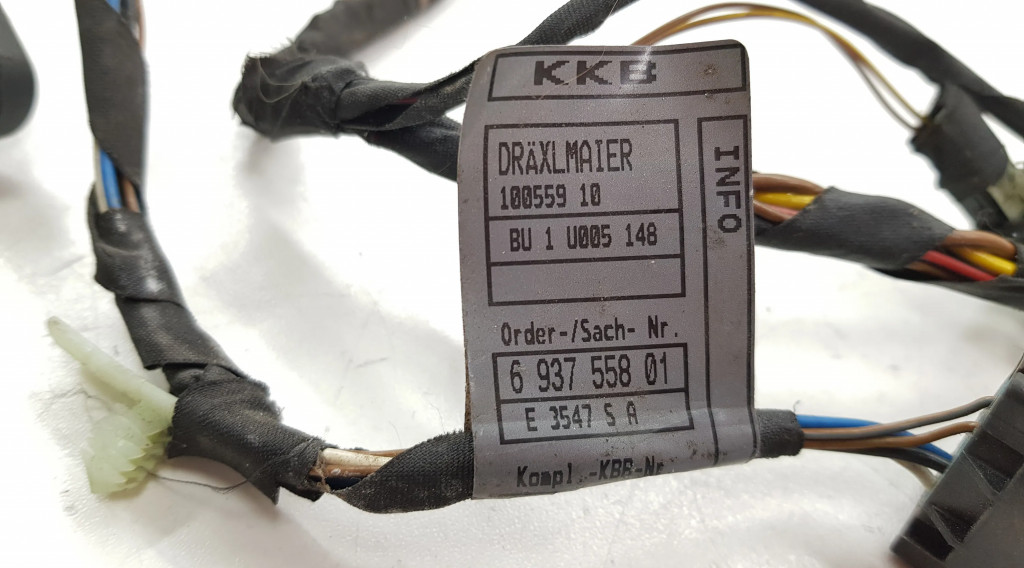 KKB
DRÄXLMAIER
100559 10
BU 1 U005 148
INFO
Order-/Sach- Nr.
6 937 558 01
E 3547 S A
Kompl.-KBB-Nr